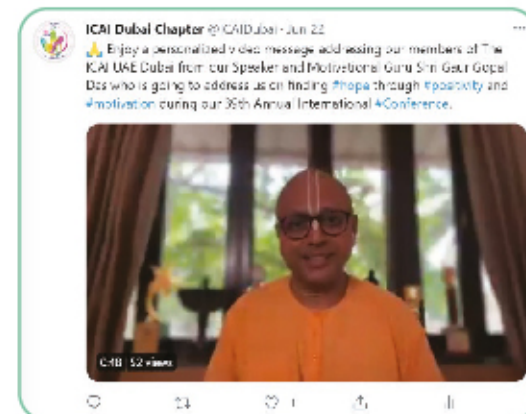 ICAI Dubai Chapter @ICAIDubai · Jun 22
🙏 Enjoy a personalized video message addressing our members of The
ICAI UAE Dubai from our Speaker and Motivational Guru Shri Gaur Gopal
Das who is going to address us on finding #hope through #positivity and
#motivation during our 39th Annual International #Conference.
0:48 52 views
1